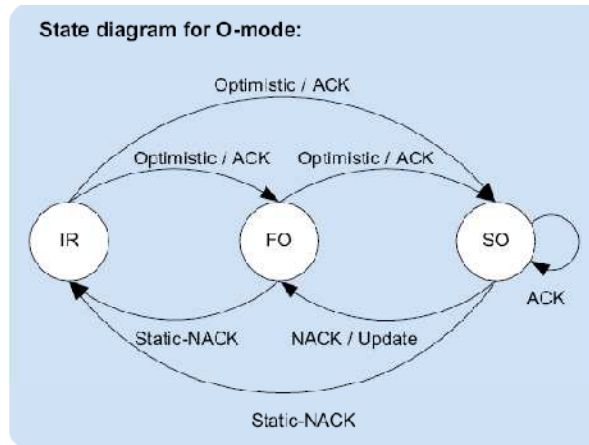 State diagram for O-mode:
Optimistic / ACK
Optimistic / ACK
Optimistic / ACK
IR
FO
SO
ACK
Static-NACK
NACK / Update
Static-NACK